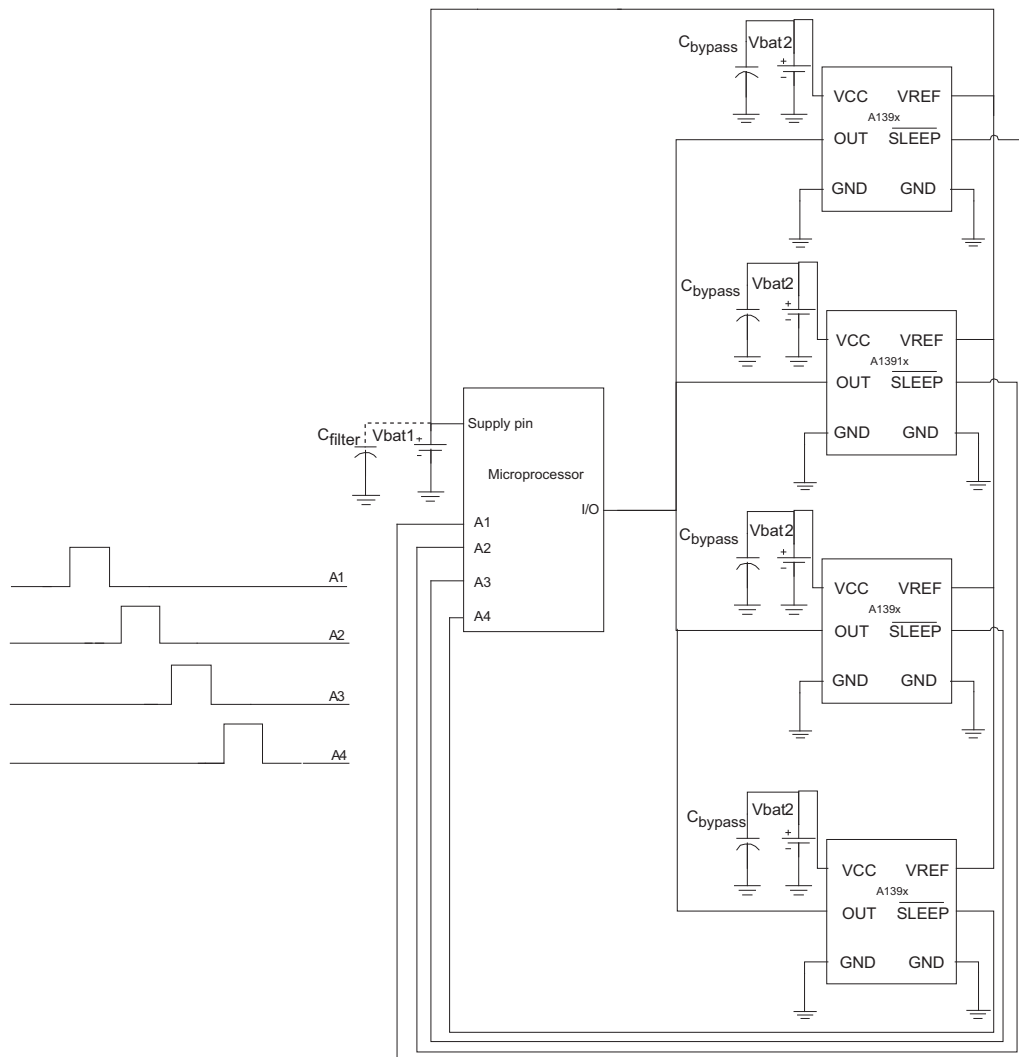 Cbypass Vbat2
+
-
VCC VREF
A139x
OUT SLEEP
GND GND
Cbypass Vbat2
+
-
VCC VREF
A1391x
OUT SLEEP
GND GND
Cfilter Vbat1
+
-
Supply pin
Microprocessor
I/O
A1
A2
A3
A4
A1
A2
A3
A4
Cbypass Vbat2
+
-
VCC VREF
A139x
OUT SLEEP
GND GND
Cbypass Vbat2
+
-
VCC VREF
A139x
OUT SLEEP
GND GND